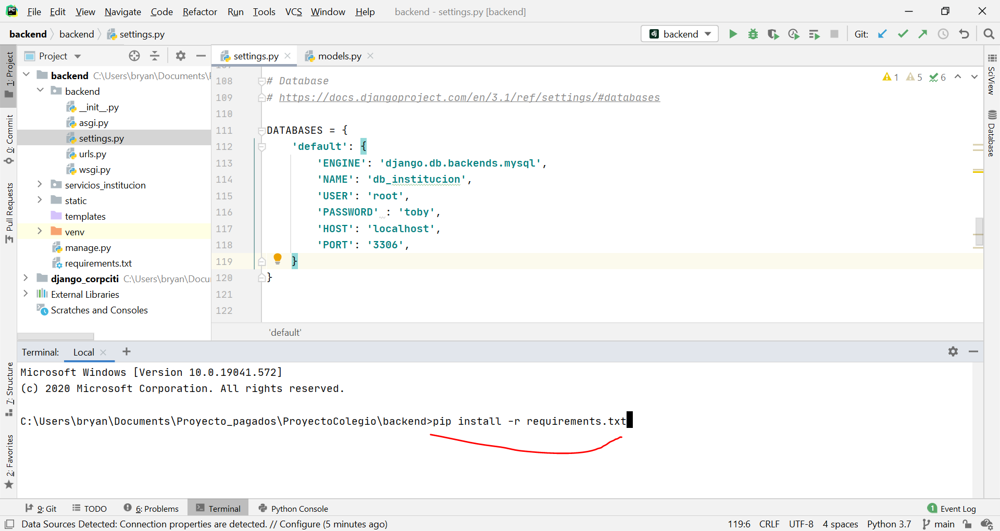 PC File Edit View Navigate Code Refactor Run Tools VCS Window Help backend - settings.py [backend]
backend backend settings.py dj backend Git:
1: Project
0: Commit
Pull Requests
7: Structure
2: Favorites
Project
backend C:\Users\bryan\Documents\
backend
__init__.py
asgi.py
settings.py
urls.py
wsgi.py
servicios_institucion
static
templates
venv
manage.py
requirements.txt
django_corpciti C:\Users\bryan\Docu
External Libraries
Scratches and Consoles
settings.py models.py
1 5 6
108 # Database
109 # https://docs.djangoproject.com/en/3.1/ref/settings/#databases
110
111 DATABASES = {
112 'default': {
113 'ENGINE': 'django.db.backends.mysql',
114 'NAME': 'db_institucion',
115 'USER': 'root',
116 'PASSWORD' : 'toby',
117 'HOST': 'localhost',
118 'PORT': '3306',
119 }
120 }
121
122
'default'
SciView
Database
Terminal: Local
Microsoft Windows [Version 10.0.19041.572]
(c) 2020 Microsoft Corporation. All rights reserved.
C:\Users\bryan\Documents\Proyecto_pagados\ProyectoColegio\backend>pip install -r requirements.txt
9: Git TODO 6: Problems Terminal Python Console 1 Event Log
Data Sources Detected: Connection properties are detected. // Configure (5 minutes ago) 119:6 CRLF UTF-8 4 spaces Python 3.7 main